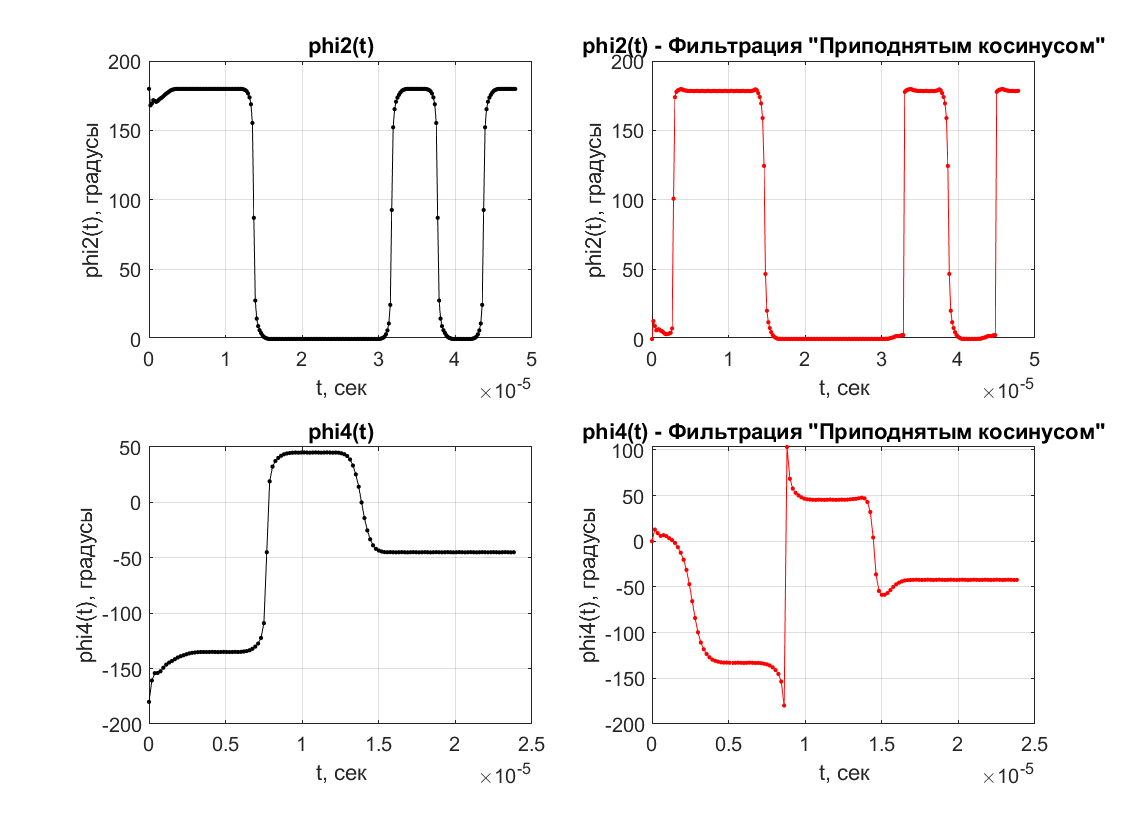 phi2(t)
200
150
100
50
0
phi2(t), градусы
0 1 2 3 4 5
t, сек
×10-5
phi2(t) - Фильтрация "Приподнятым косинусом"
200
150
100
50
0
phi2(t), градусы
0 1 2 3 4 5
t, сек
×10-5
phi4(t)
50
0
-50
-100
-150
-200
phi4(t), градусы
0 0.5 1 1.5 2 2.5
t, сек
×10-5
phi4(t) - Фильтрация "Приподнятым косинусом"
100
50
0
-50
-100
-150
-200
phi4(t), градусы
0 0.5 1 1.5 2 2.5
t, сек
×10-5